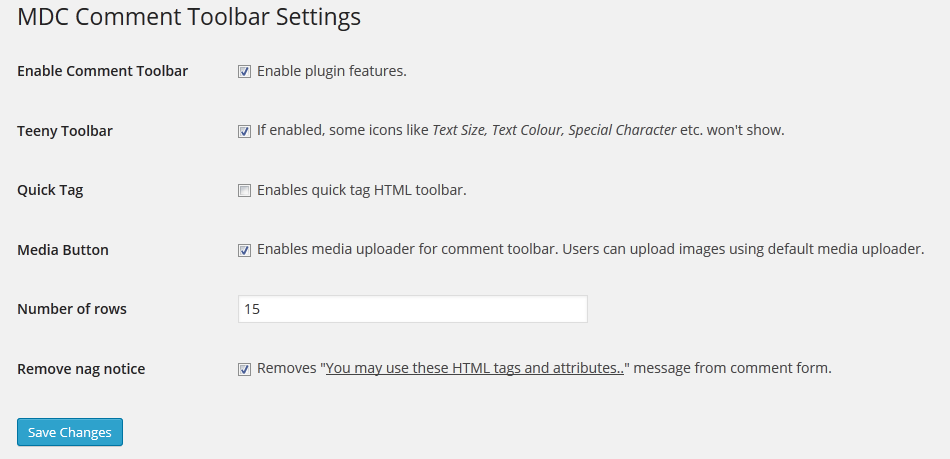 MDC Comment Toolbar Settings
Enable Comment Toolbar Enable plugin features.
Teeny Toolbar If enabled, some icons like Text Size, Text Colour, Special Character etc. won't show.
Quick Tag Enables quick tag HTML toolbar.
Media Button Enables media uploader for comment toolbar. Users can upload images using default media uploader.
Number of rows 15
Remove nag notice Removes "You may use these HTML tags and attributes.." message from comment form.
Save Changes